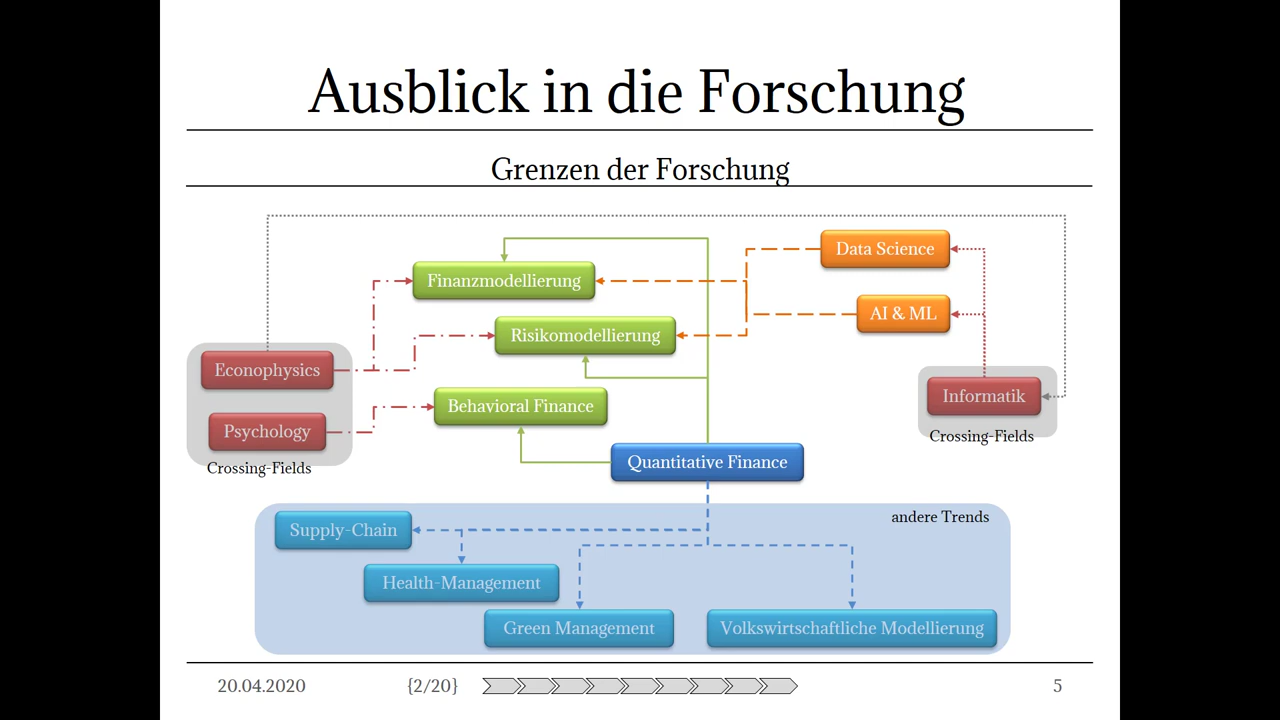 Ausblick in die Forschung
Grenzen der Forschung
Data Science
Finanzmodellierung
AI & ML
Risikomodellierung
Econophysics
Informatik
Behavioral Finance
Psychology
Crossing-Fields
Crossing-Fields
Quantitative Finance
andere Trends
Supply-Chain
Health-Management
Green Management
Volkswirtschaftliche Modellierung
20.04.2020
{2/20}
5